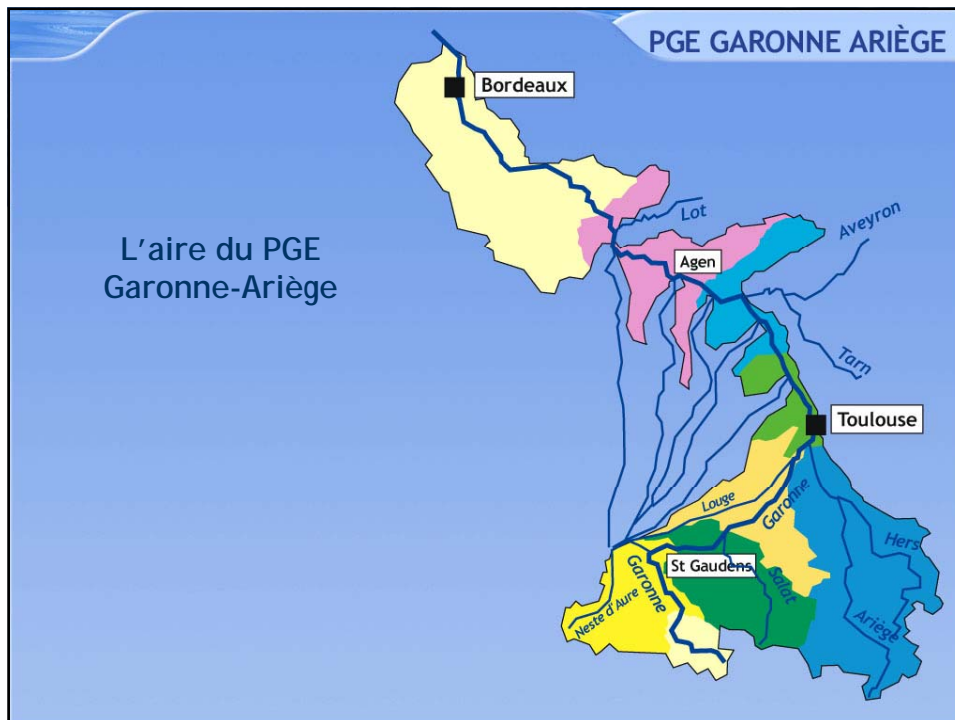 PGE GARONNE ARIÈGE
Bordeaux
L'aire du PGE
Garonne-Ariège
Lot
Aveyron
Agen
Tarn
Toulouse
Louge
Garonne
Hers
St Gaudens
Garonne
Salat
Neste d'Aure
Ariège